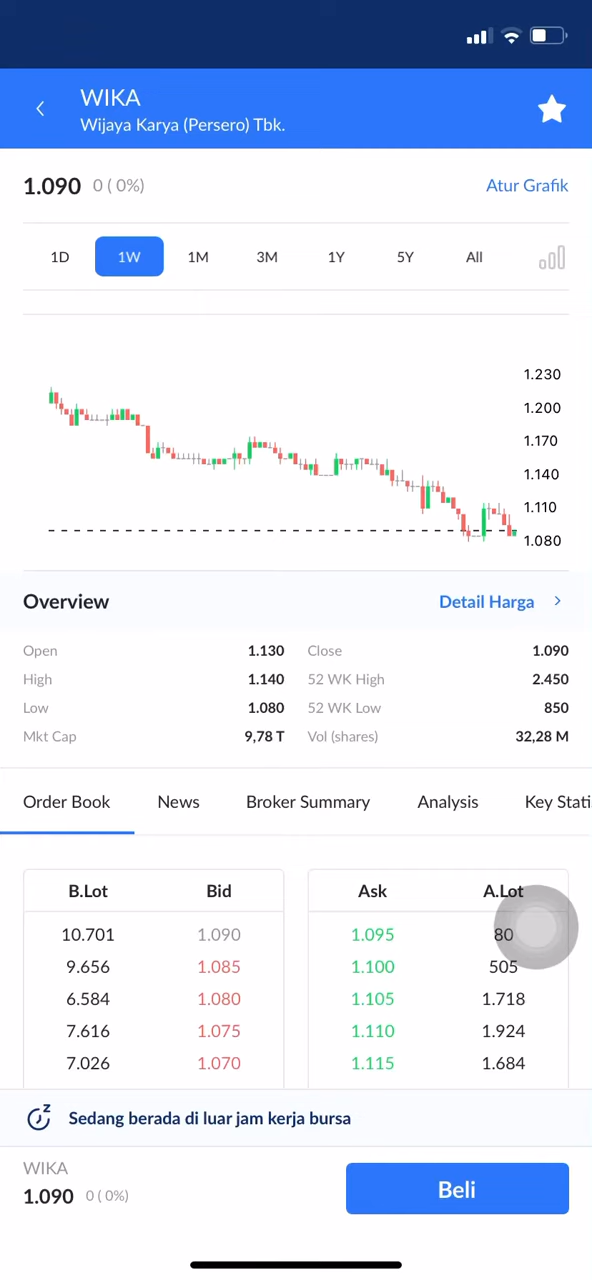 WIKA
Wijaya Karya (Persero) Tbk.
1.090 0 ( 0%) Atur Grafik
1D 1W 1M 3M 1Y 5Y All
1.230
1.200
1.170
1.140
1.110
1.080
Overview Detail Harga
Open 1.130 Close 1.090
High 1.140 52 WK High 2.450
Low 1.080 52 WK Low 850
Mkt Cap 9,78 T Vol (shares) 32,28 M
Order Book News Broker Summary Analysis Key Stati
B.Lot Bid Ask A.Lot
10.701 1.090 1.095 80
9.656 1.085 1.100 505
6.584 1.080 1.105 1.718
7.616 1.075 1.110 1.924
7.026 1.070 1.115 1.684
Sedang berada di luar jam kerja bursa
WIKA
1.090 0 ( 0%)
Beli